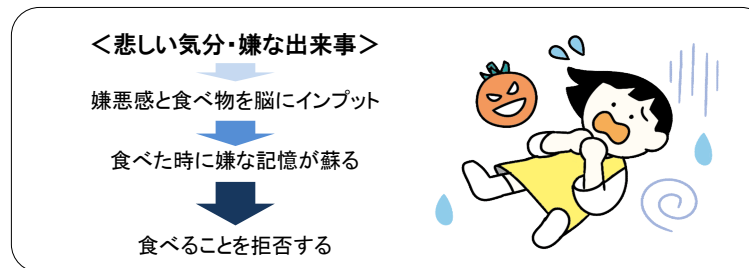 ＜悲しい気分・嫌な出来事＞
嫌悪感と食べ物を脳にインプット
食べた時に嫌な記憶が蘇る
食べることを拒否する